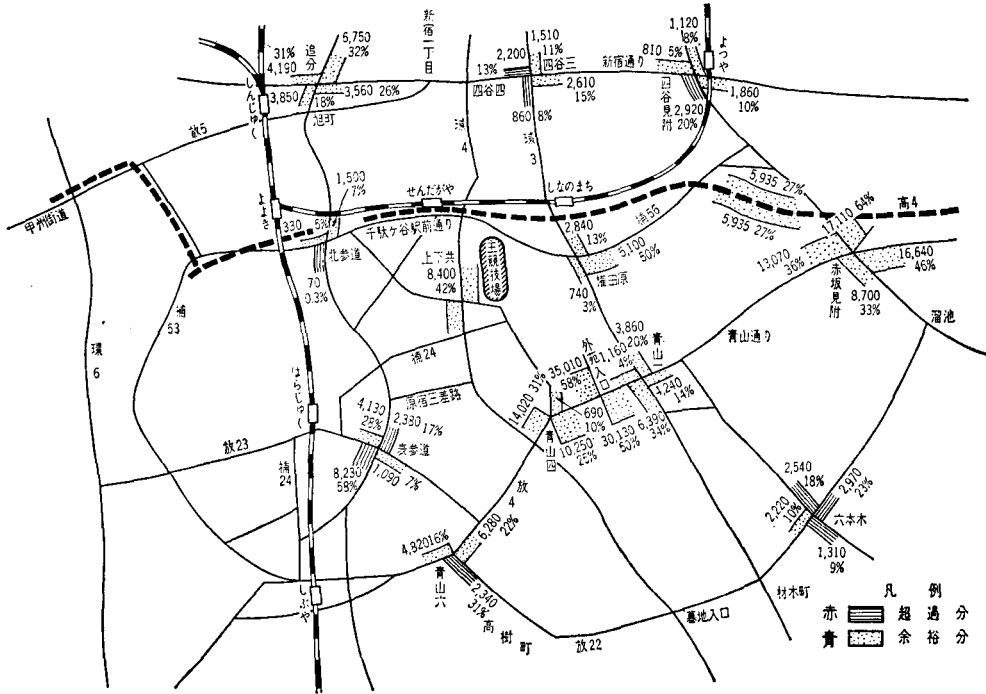 新宿一丁目
1,120
8%
よつや
6,750
32%
追分
31%
4,190
しんじゅく
3,850
18%
3,560 26%
旭町
1,510
11%
2,200
13%
四谷三
四谷四
2,610
15%
860 8%
環3
環4
新宿通り
810 5%
四谷見附
1,860
10%
2,920
20%
放5
甲州街道
よよぎ
1,500
7%
330 5%
せんだがや
しなのまち
千駄ケ谷駅前通り
北参道
70
0.3%
上下共
8,400
42%
主競技場
補56
5,935 27%
5,935 27%
高4
2,840
13%
5,100
50%
権田原
740
3%
17,110 64%
13,070
36%
16,640
46%
赤坂見附
8,700
33%
溜池
補53
環6
はらじゅく
補24
原宿三差路
4,130
28%
2,380 17%
表参道
8,230
58%
1,090 7%
放23
補24
外苑入口
35,010
58%
14,020 31%
690
10%
10,250
25%
青山四
30,130
50%
1,160
4%
3,860
20%
青山一
4,240
14%
6,390
34%
青山通り
放4
6,280
22%
4,820 16%
青山六
2,340
31%
高樹町
しぶや
放22
墓地入口
材木町
2,540
18%
2,970
23%
2,220
10%
六本木
1,310
9%
凡例
赤 超過分
青 余裕分